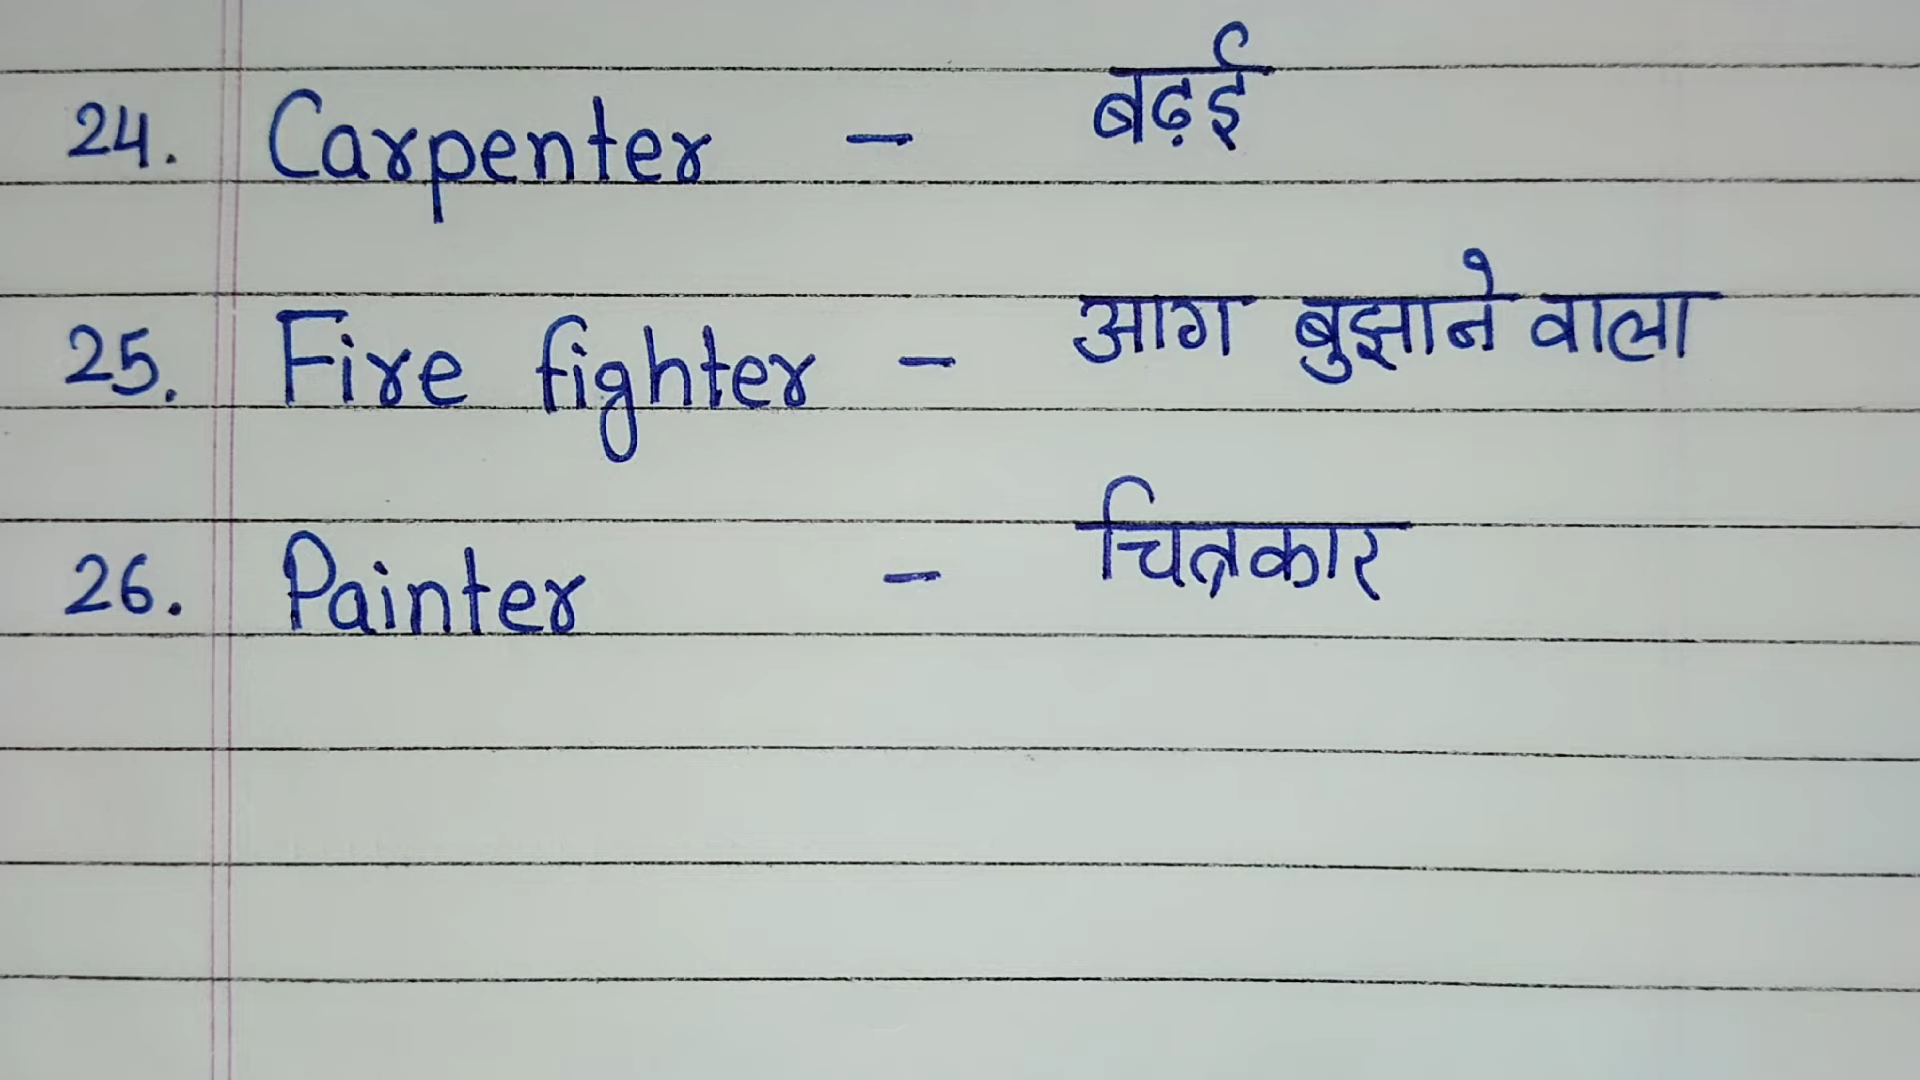 24. Carpenter - बढ़ई
25. Fire fighter - आग बुझाने वाला
26. Painter - चित्रकार